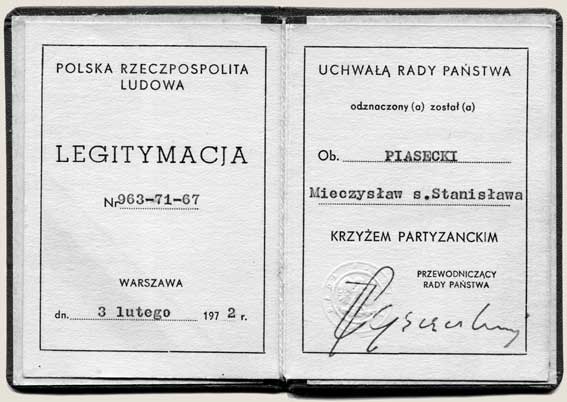 POLSKA RZECZPOSPOLITA
LUDOWA
LEGITYMACJA
Nr 963-71-67
WARSZAWA
dn. 3 lutego 1972 r.
UCHWAŁĄ RADY PAŃSTWA
odznaczony (a) został (a)
Ob. PIASECKI
Mieczysław s.Stanisława
KRZYŻEM PARTYZANCKIM
PRZEWODNICZĄCY
RADY PAŃSTWA